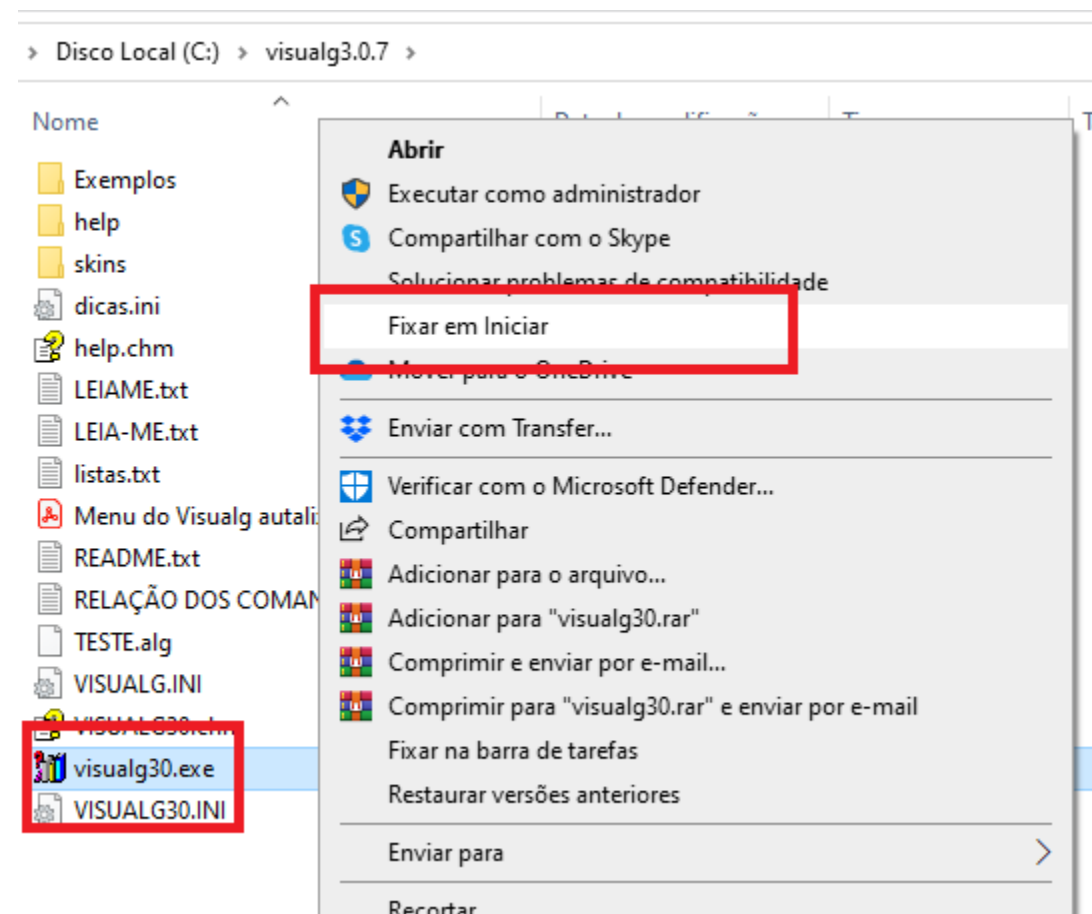 Disco Local (C:) visualg3.0.7
Nome
Exemplos
help
skins
dicas.ini
help.chm
LEIAME.txt
LEIA-ME.txt
listas.txt
Menu do Visualg
README.txt
RELAÇÃO DOS
TESTE.alg
VISUALG.INI
visualg30.exe
VISUALG30.INI
Abrir
Executar como administrador
Compartilhar com o Skype
Solucionar problemas de compatibilidade
Fixar em Iniciar
Mover para o OneDrive
Enviar com Transfer...
Verificar com o Microsoft Defender...
Compartilhar
Adicionar para o arquivo...
Adicionar para "visualg30.rar"
Comprimir e enviar por e-mail...
Comprimir para "visualg30.rar" e enviar por e-mail
Fixar na barra de tarefas
Restaurar versões anteriores
Enviar para
Recortar